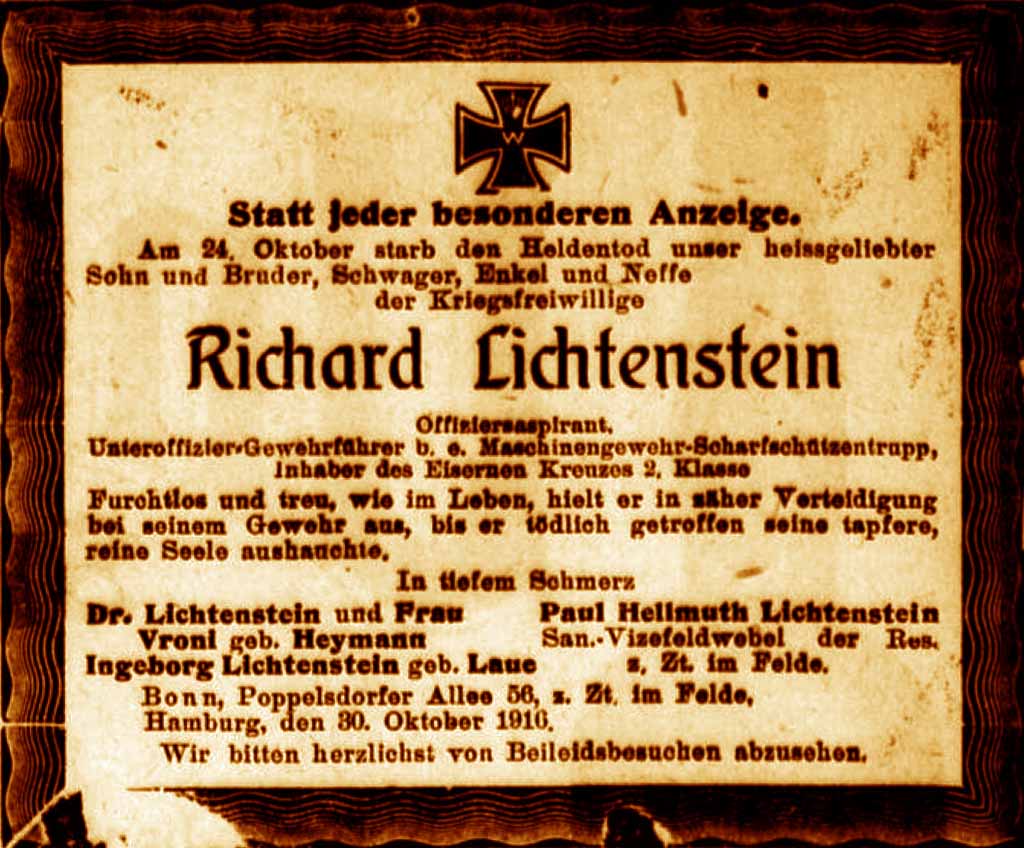 W
Statt jeder besonderen Anzeige.
Am 24. Oktober starb den Heldentod unser heissgeliebter
Sohn und Bruder, Schwager, Enkel und Neffe
der Kriegsfreiwillige
Richard Lichtenstein
Offiziersaspirant,
Unteroffizier-Gewehrführer b. e. Maschinengewehr-Scharfschützentrupp,
Inhaber des Eisernen Kreuzes 2. Klasse
Furchtlos und treu, wie im Leben, hielt er in zäher Verteidigung
bei seinem Gewehr aus, bis er tödlich getroffen seine tapfere,
reine Seele aushauchte.
In tiefem Schmerz
Dr. Lichtenstein und Frau
Vroni geb. Heymann
Ingeborg Lichtenstein geb. Laue
Paul Hellmuth Lichtenstein
San.-Vizefeldwebel der Res.
z. Zt. im Felde.
Bonn, Poppelsdorfer Allee 56, z. Zt. im Felde,
Hamburg, den 30. Oktober 1916.
Wir bitten herzlichst von Beileidsbesuchen abzusehen.